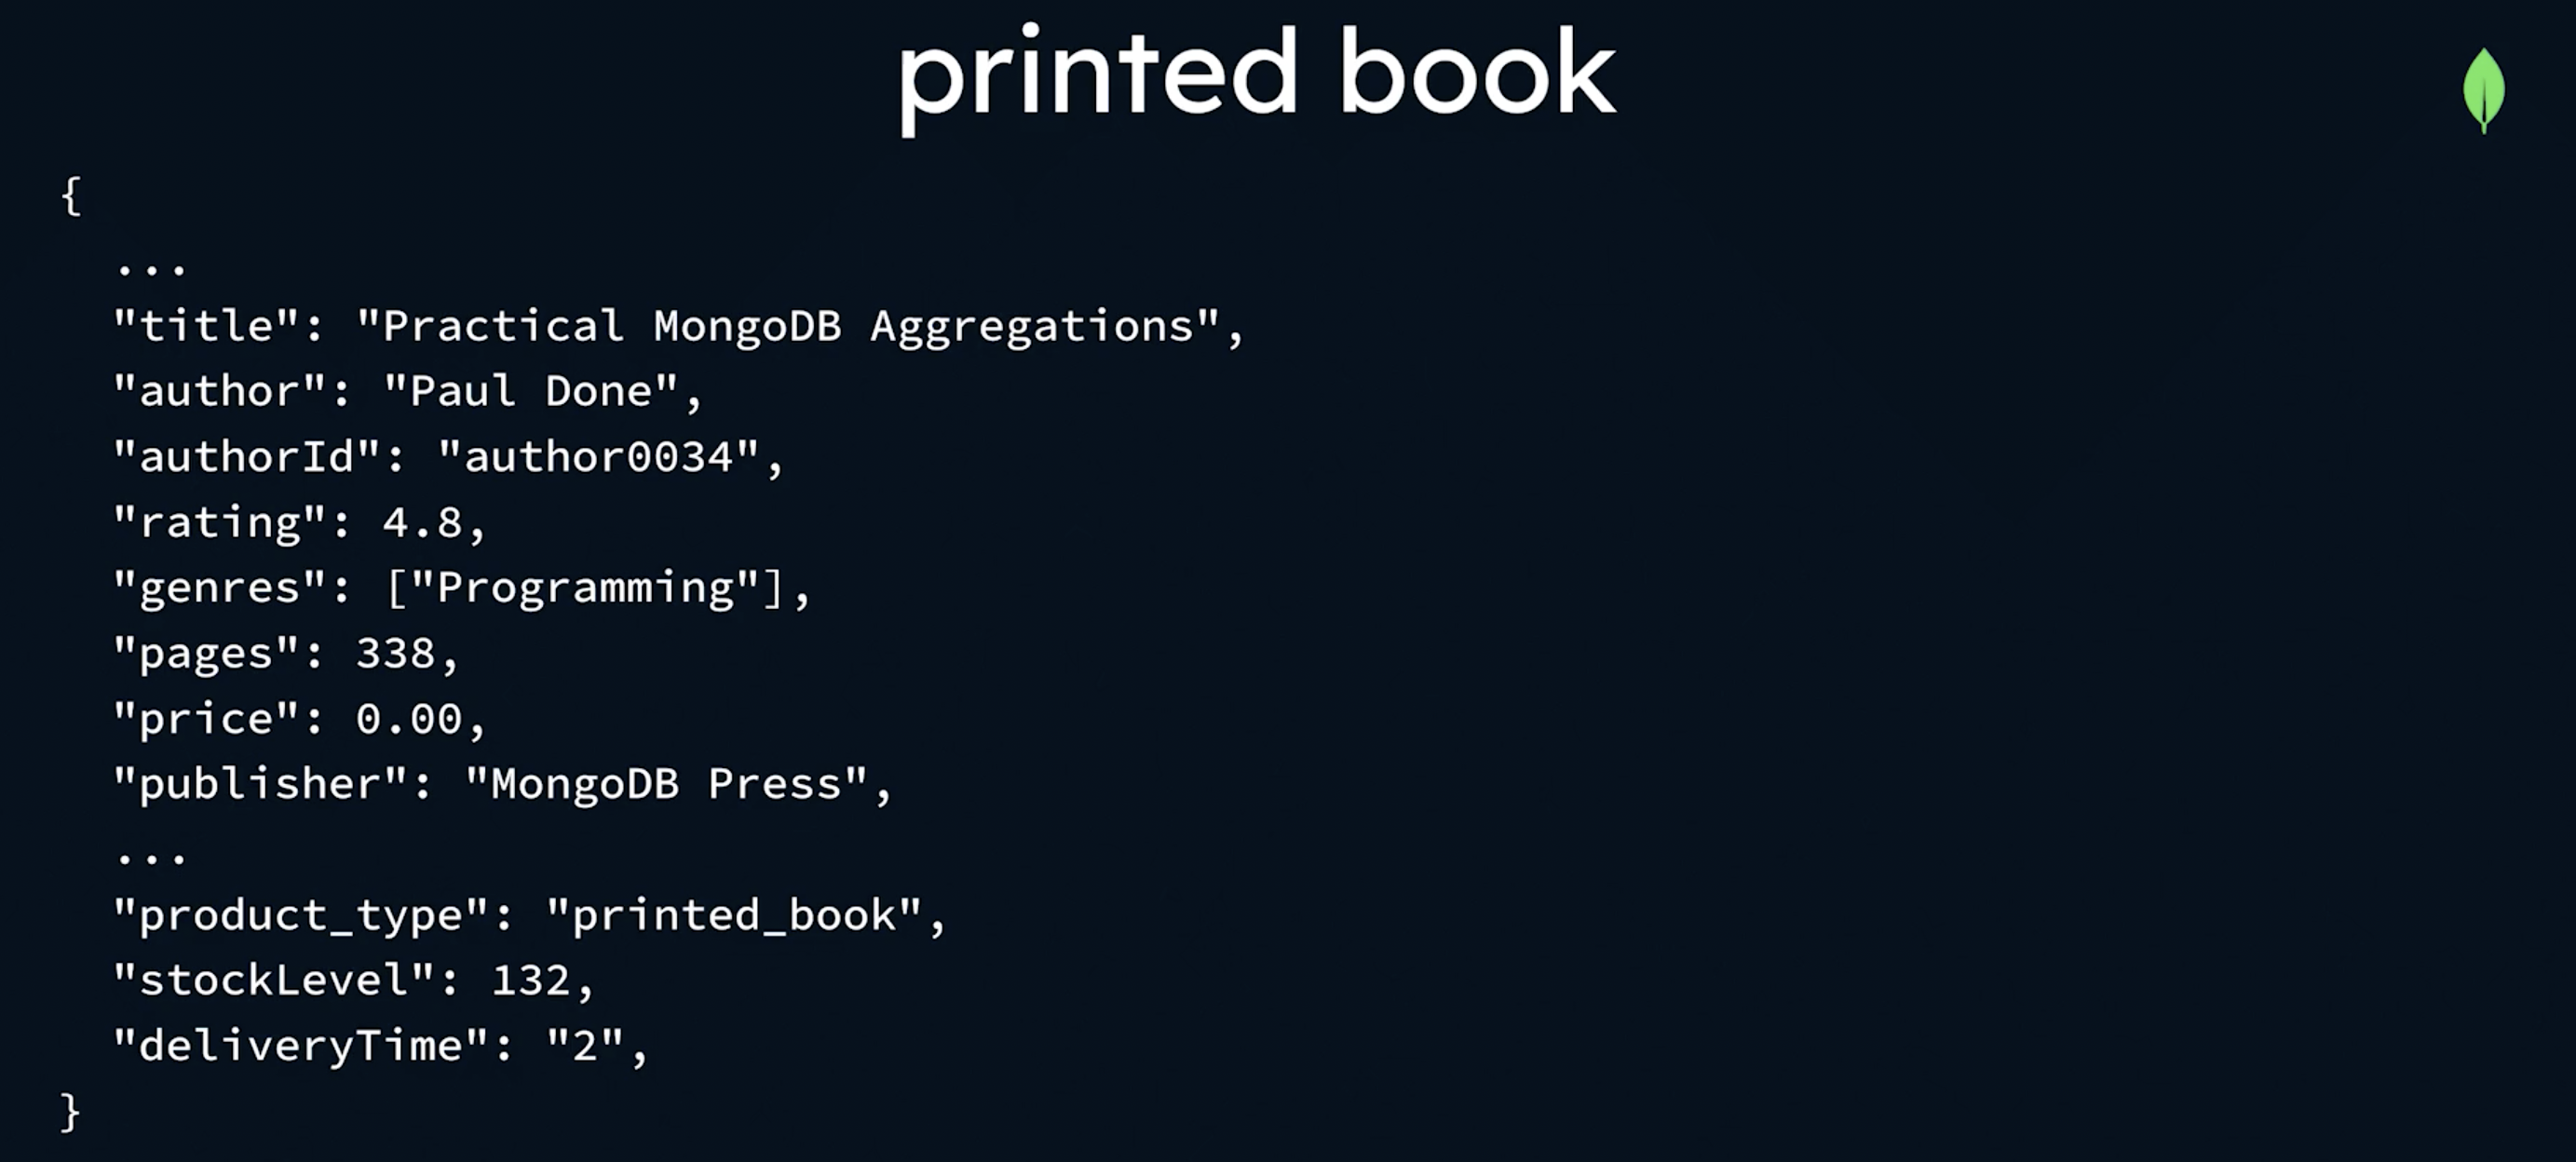 printed book
{
...
"title": "Practical MongoDB Aggregations",
"author": "Paul Done",
"authorId": "author0034",
"rating": 4.8,
"genres": ["Programming"],
"pages": 338,
"price": 0.00,
"publisher": "MongoDB Press",
...
"product_type": "printed_book",
"stockLevel": 132,
"deliveryTime": "2",
}